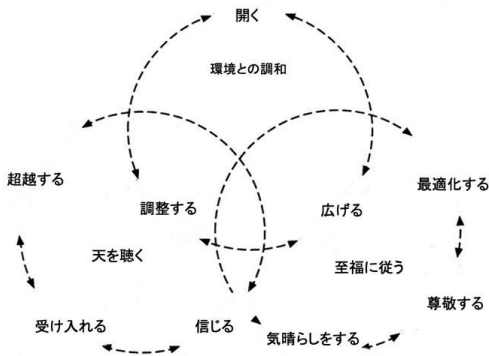 開く
環境との調和
超越する
最適化する
調整する
広げる
天を聴く
至福に従う
尊敬する
受け入れる
信じる
気晴らしをする